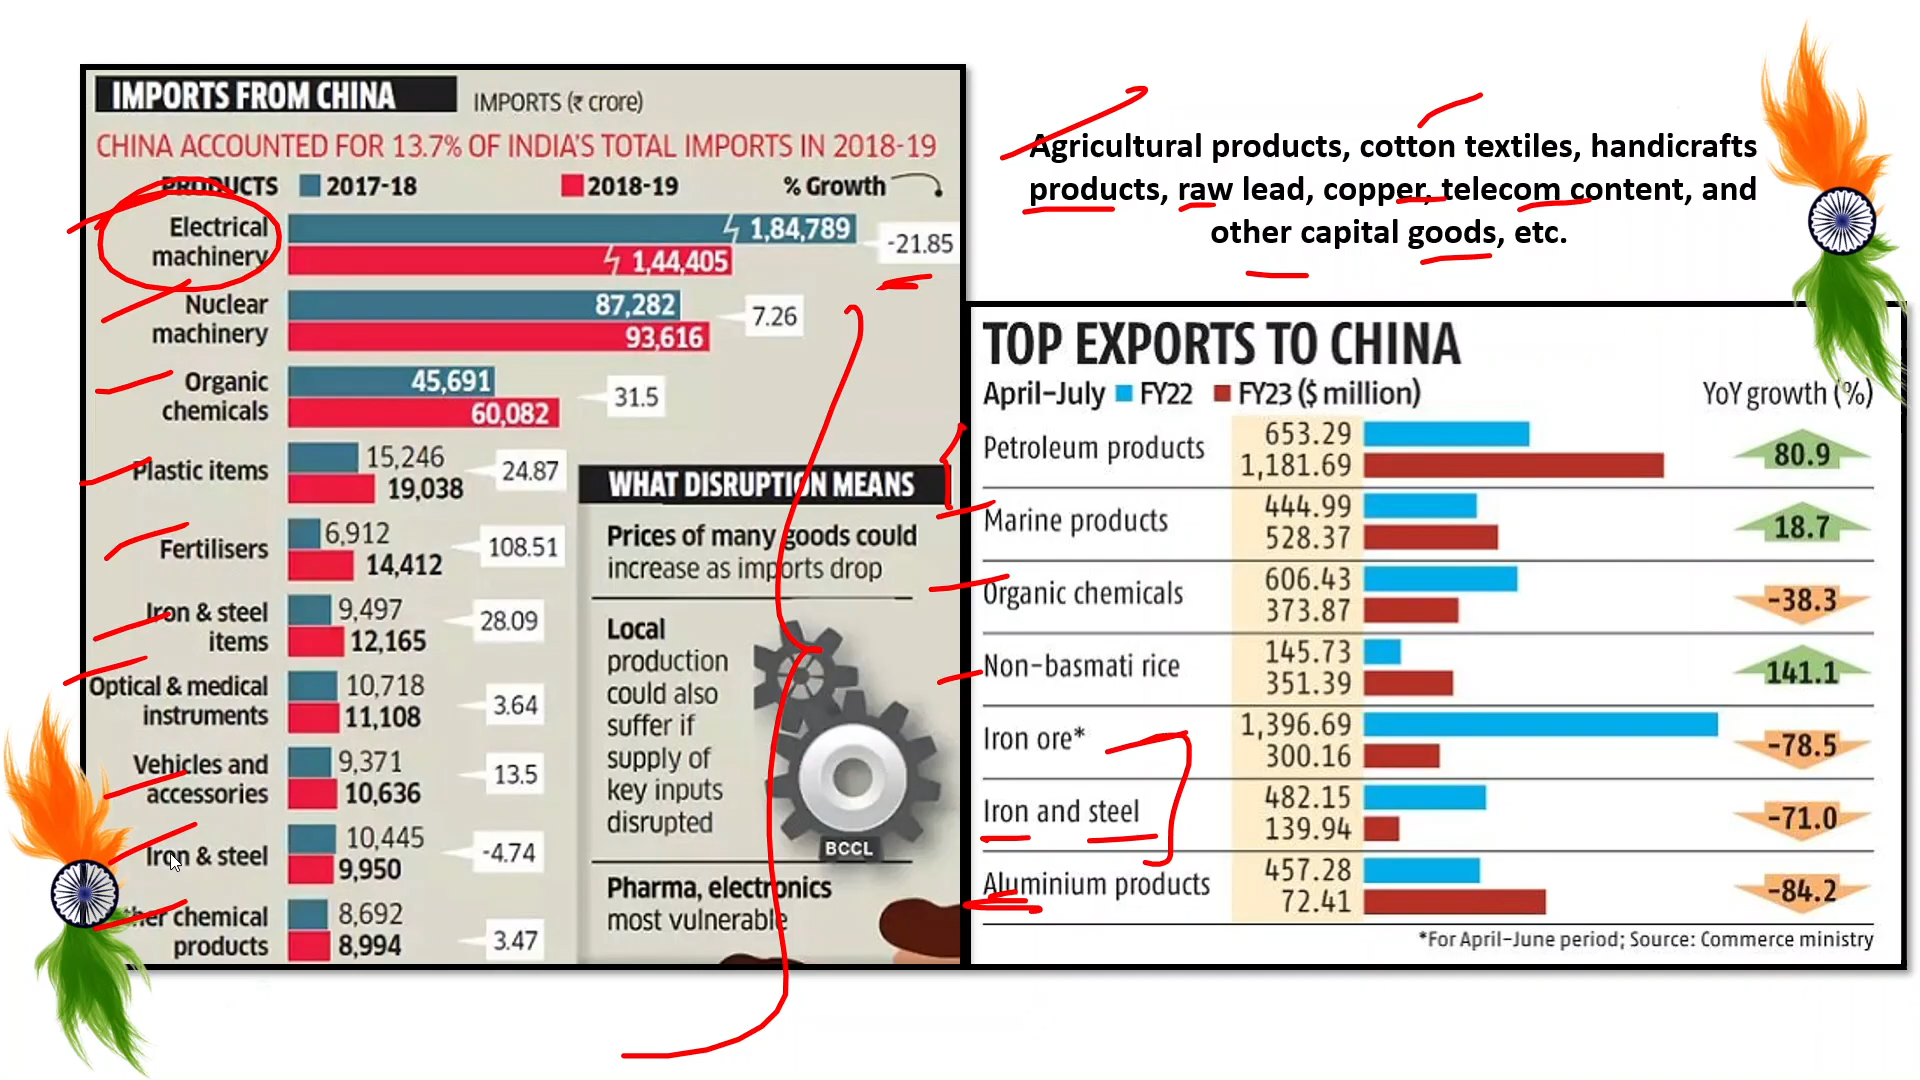 IMPORTS FROM CHINA IMPORTS (₹ crore)
CHINA ACCOUNTED FOR 13.7% OF INDIA'S TOTAL IMPORTS IN 2018-19
PRODUCTS 2017-18 2018-19 % Growth
Electrical machinery 1,84,789 1,44,405 -21.85
Nuclear machinery 87,282 93,616 7.26
Organic chemicals 45,691 60,082 31.5
Plastic items 15,246 19,038 24.87
Fertilisers 6,912 14,412 108.51
Iron & steel items 9,497 12,165 28.09
Optical & medical instruments 10,718 11,108 3.64
Vehicles and accessories 9,371 10,636 13.5
Iron & steel 10,445 9,950 -4.74
her chemical products 8,692 8,994 3.47
WHAT DISRUPTION MEANS
Prices of many goods could
increase as imports drop
Local
production
could also
suffer if
supply of
key inputs
disrupted
BCCL
Pharma, electronics
most vulnerable
Agricultural products, cotton textiles, handicrafts
products, raw lead, copper, telecom content, and
other capital goods, etc.
TOP EXPORTS TO CHINA
April-July FY22 FY23 ($ million) YoY growth (%)
Petroleum products 653.29 1,181.69 80.9
Marine products 444.99 528.37 18.7
Organic chemicals 606.43 373.87 -38.3
Non-basmati rice 145.73 351.39 141.1
Iron ore* 1,396.69 300.16 -78.5
Iron and steel 482.15 139.94 -71.0
Aluminium products 457.28 72.41 -84.2
*For April-June period; Source: Commerce ministry